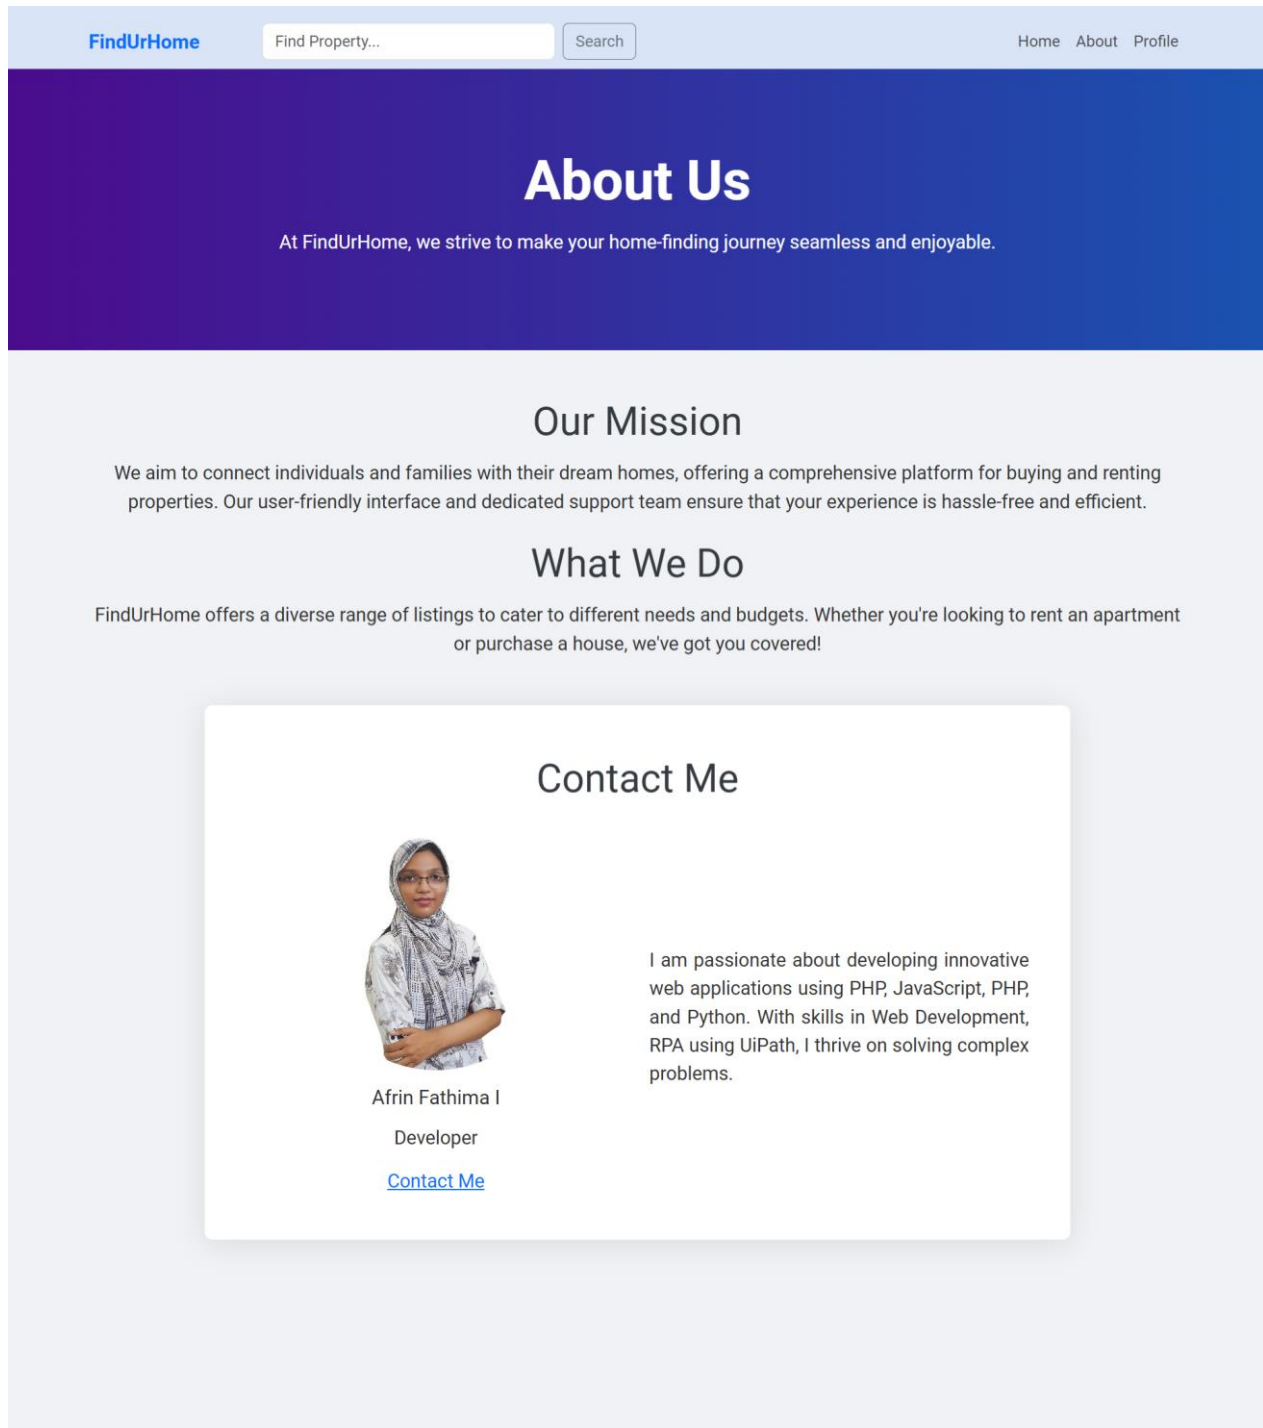 FindUrHome
Find Property...
Search
Home About Profile
About Us
At FindUrHome, we strive to make your home-finding journey seamless and enjoyable.
Our Mission
We aim to connect individuals and families with their dream homes, offering a comprehensive platform for buying and renting
properties. Our user-friendly interface and dedicated support team ensure that your experience is hassle-free and efficient.
What We Do
FindUrHome offers a diverse range of listings to cater to different needs and budgets. Whether you're looking to rent an apartment
or purchase a house, we've got you covered!
Contact Me
Afrin Fathima I
Developer
Contact Me
I am passionate about developing innovative
web applications using PHP, JavaScript, PHP,
and Python. With skills in Web Development,
RPA using UiPath, I thrive on solving complex
problems.